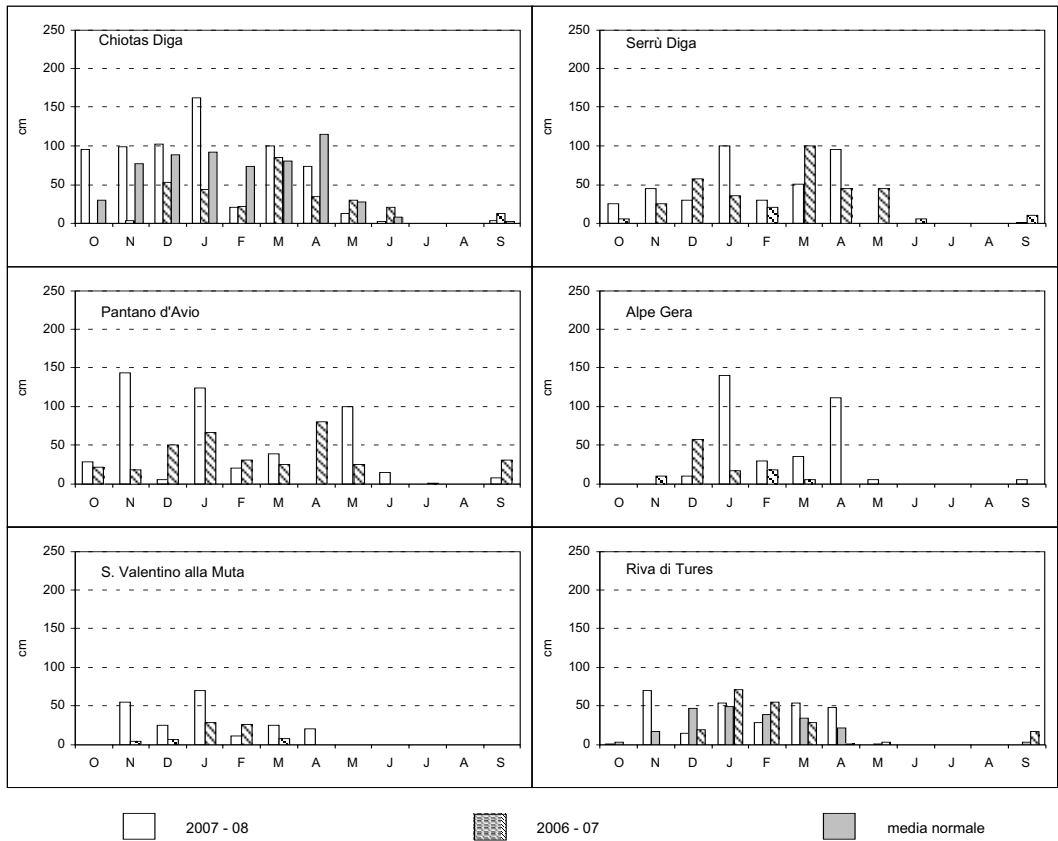 Chiotas Diga
250
200
150
100
50
0
cm
O N D J F M A M J J A S
Serrù Diga
250
200
150
100
50
0
cm
O N D J F M A M J J A S
Pantano d'Avio
250
200
150
100
50
0
cm
O N D J F M A M J J A S
Alpe Gera
250
200
150
100
50
0
cm
O N D J F M A M J J A S
S. Valentino alla Muta
250
200
150
100
50
0
cm
O N D J F M A M J J A S
Riva di Tures
250
200
150
100
50
0
cm
O N D J F M A M J J A S
2007 - 08 2006 - 07 media normale